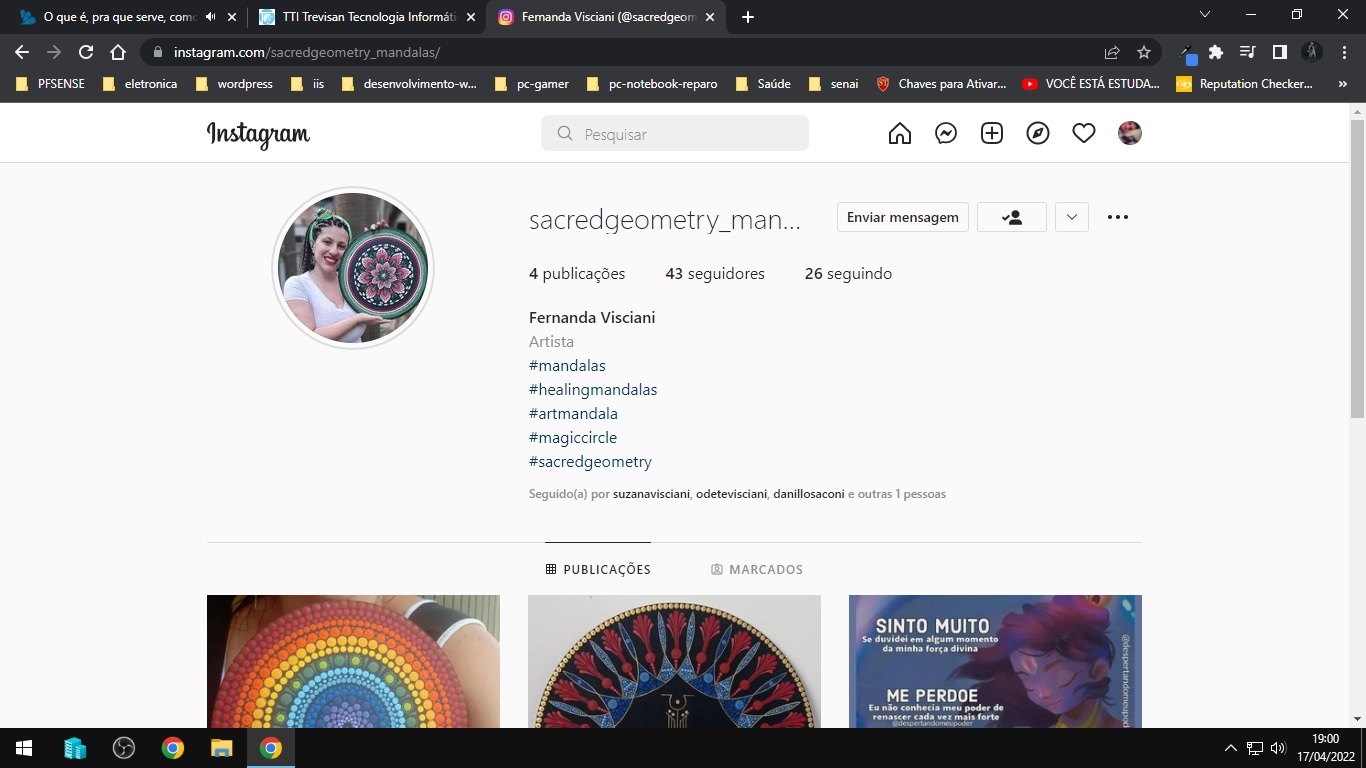 O que é, pra que serve, como
TTI Trevisan Tecnologia Informáti
Fernanda Visciani (@sacredgeom
instagram.com/sacredgeometry_mandalas/
PFSENSE
eletronica
wordpress
iis
desenvolvimento-w...
pc-gamer
pc-notebook-reparo
Saúde
senai
Chaves para Ativar...
VOCÊ ESTÁ ESTUDA...
Reputation Checker...
Instagram
Pesquisar
sacredgeometry_man...
Enviar mensagem
4 publicações
43 seguidores
26 seguindo
Fernanda Visciani
Artista
#mandalas
#healingmandalas
#artmandala
#magiccircle
#sacredgeometry
Seguido(a) por suzanavisciani, odetevisciani, danillosaconi e outras 1 pessoas
PUBLICAÇÕES
MARCADOS
SINTO MUITO
Se duvidei em algum momento
da minha força divina
ME PERDOE
Eu não conhecia meu poder de
renascer cada vez mais forte
@despertandomeupoder
19:00
17/04/2022